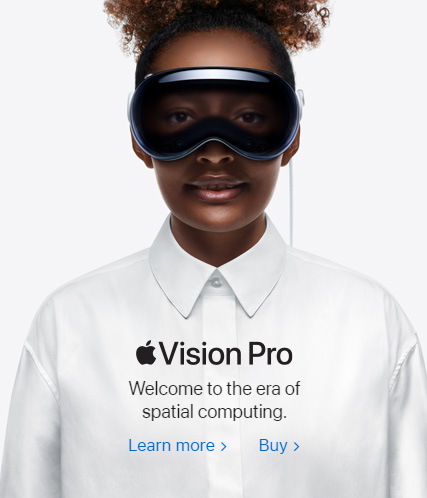 Vision Pro
Welcome to the era of
spatial computing.
Learn more >
Buy >